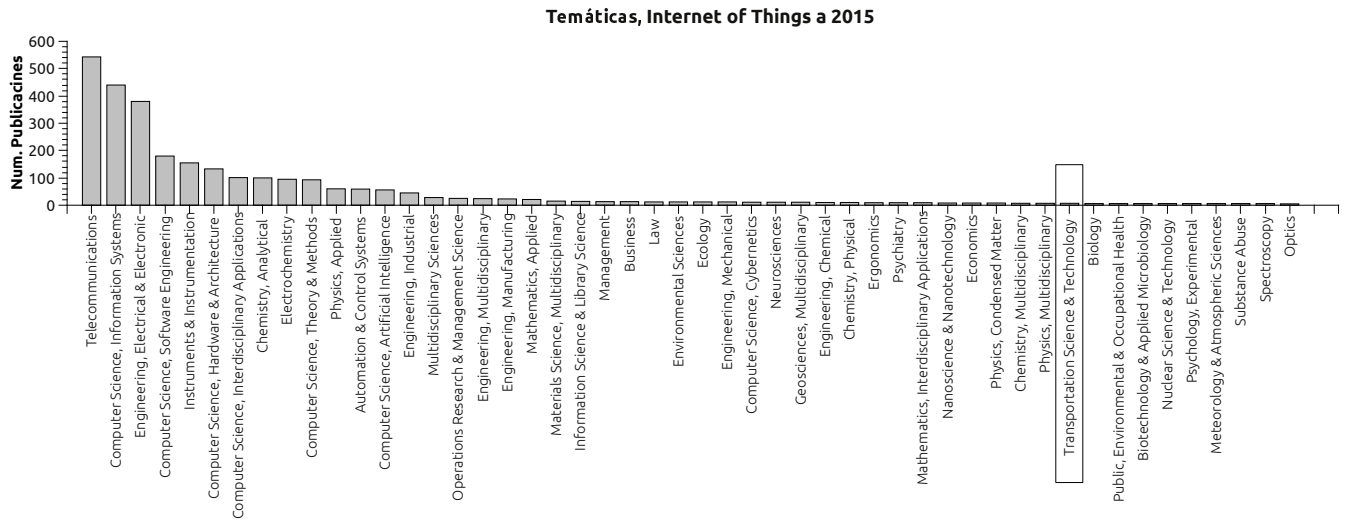 Temáticas, Internet of Things a 2015
Num. Publicacines
600
500
400
300
200
100
0
Telecommunications
Computer Science, Information Systems
Engineering, Electrical & Electronic
Computer Science, Software Engineering
Instruments & Instrumentation
Computer Science, Hardware & Architecture
Computer Science, Interdisciplinary Applications
Chemistry, Analytical
Electrochemistry
Computer Science, Theory & Methods
Physics, Applied
Automation & Control Systems
Computer Science, Artificial Intelligence
Engineering, Industrial
Multidisciplinary Sciences
Operations Research & Management Science
Engineering, Multidisciplinary
Engineering, Manufacturing
Mathematics, Applied
Materials Science, Multidisciplinary
Information Science & Library Science
Management
Business
Law
Environmental Sciences
Ecology
Engineering, Mechanical
Computer Science, Cybernetics
Neurosciences
Geosciences, Multidisciplinary
Engineering, Chemical
Chemistry, Physical
Ergonomics
Psychiatry
Mathematics, Interdisciplinary Applications
Nanoscience & Nanotechnology
Economics
Physics, Condensed Matter
Chemistry, Multidisciplinary
Physics, Multidisciplinary
Transportation Science & Technology
Biology
Public, Environmental & Occupational Health
Biotechnology & Applied Microbiology
Nuclear Science & Technology
Psychology, Experimental
Meteorology & Atmospheric Sciences
Substance Abuse
Spectroscopy
Optics